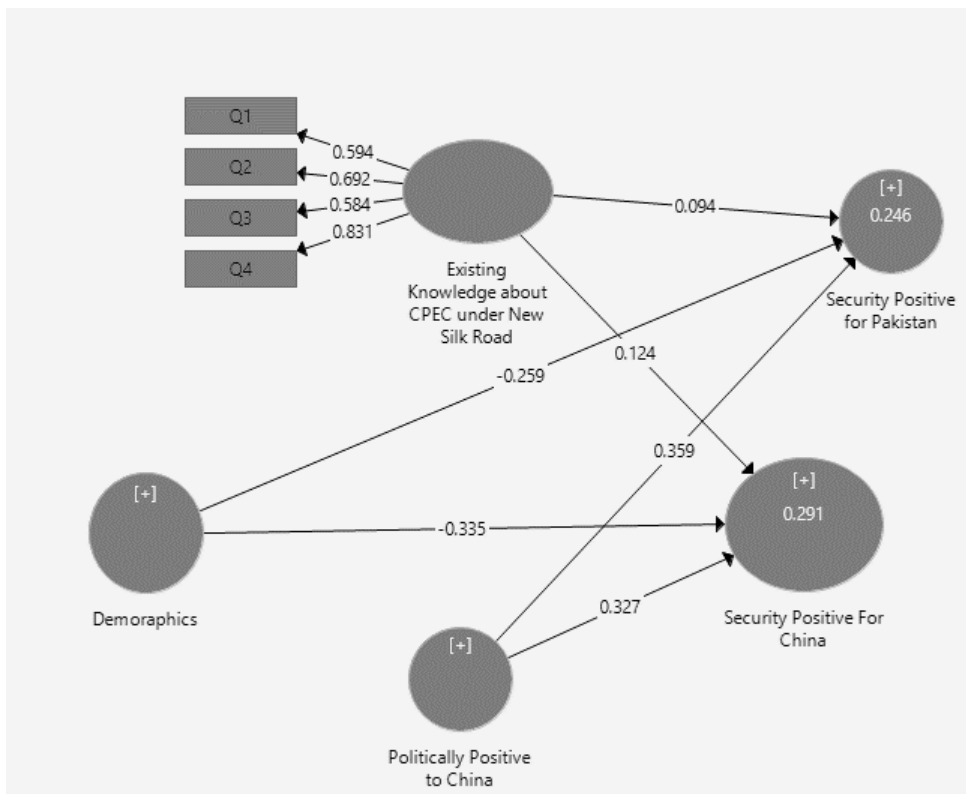 Q1
Q2
Q3
Q4
0.594
0.692
0.584
0.831
Existing
Knowledge about
CPEC under New
Silk Road
0.094
[+]
0.246
Security Positive
for Pakistan
0.124
-0.259
0.359
[+]
Demoraphics
-0.335
[+]
0.291
Security Positive For
China
0.327
[+]
Politically Positive
to China